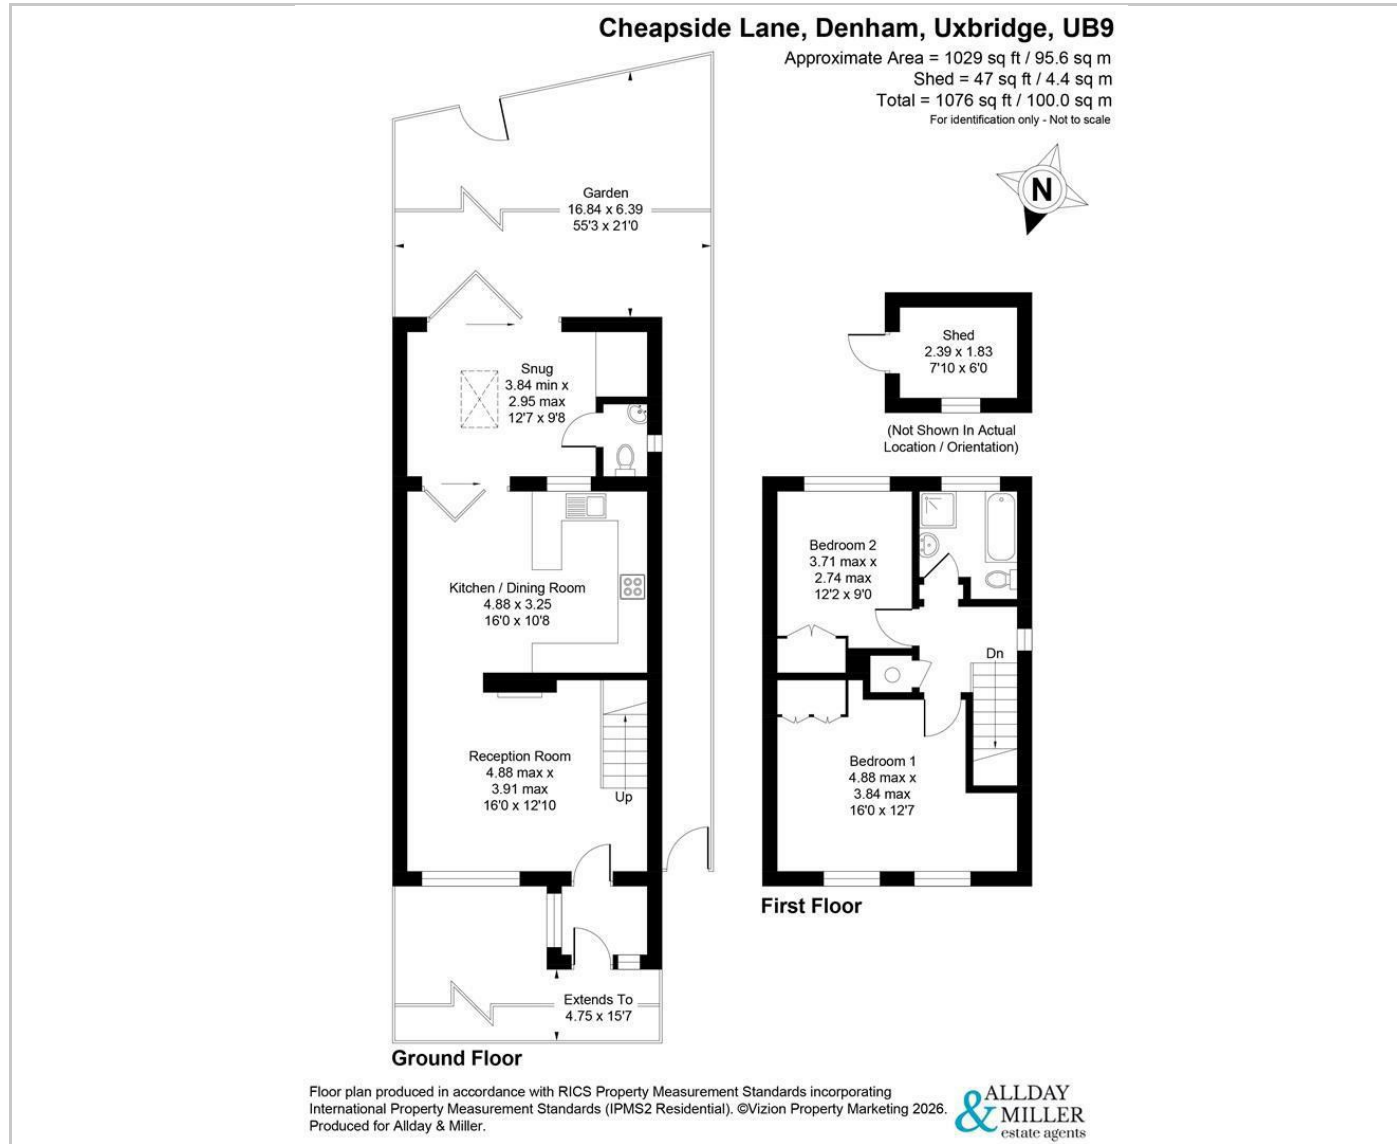 Cheapside Lane, Denham, Uxbridge, UB9
Approximate Area = 1029 sq ft / 95.6 sq m
Shed = 47 sq ft / 4.4 sq m
Total = 1076 sq ft / 100.0 sq m
For identification only - Not to scale
N
Garden
16.84 x 6.39
55'3 x 21'0
Snug
3.84 min x
2.95 max
12'7 x 9'8
Kitchen / Dining Room
4.88 x 3.25
16'0 x 10'8
Reception Room
4.88 max x
3.91 max
16'0 x 12'10
Up
Extends To
4.75 x 15'7
Ground Floor
Shed
2.39 x 1.83
7'10 x 6'0
(Not Shown In Actual
Location / Orientation)
Bedroom 2
3.71 max x
2.74 max
12'2 x 9'0
Dn
Bedroom 1
4.88 max x
3.84 max
16'0 x 12'7
First Floor
Floor plan produced in accordance with RICS Property Measurement Standards incorporating
International Property Measurement Standards (IPMS2 Residential). ©Vizion Property Marketing 2026.
Produced for Allday & Miller.
ALLDAY
& MILLER
estate agents